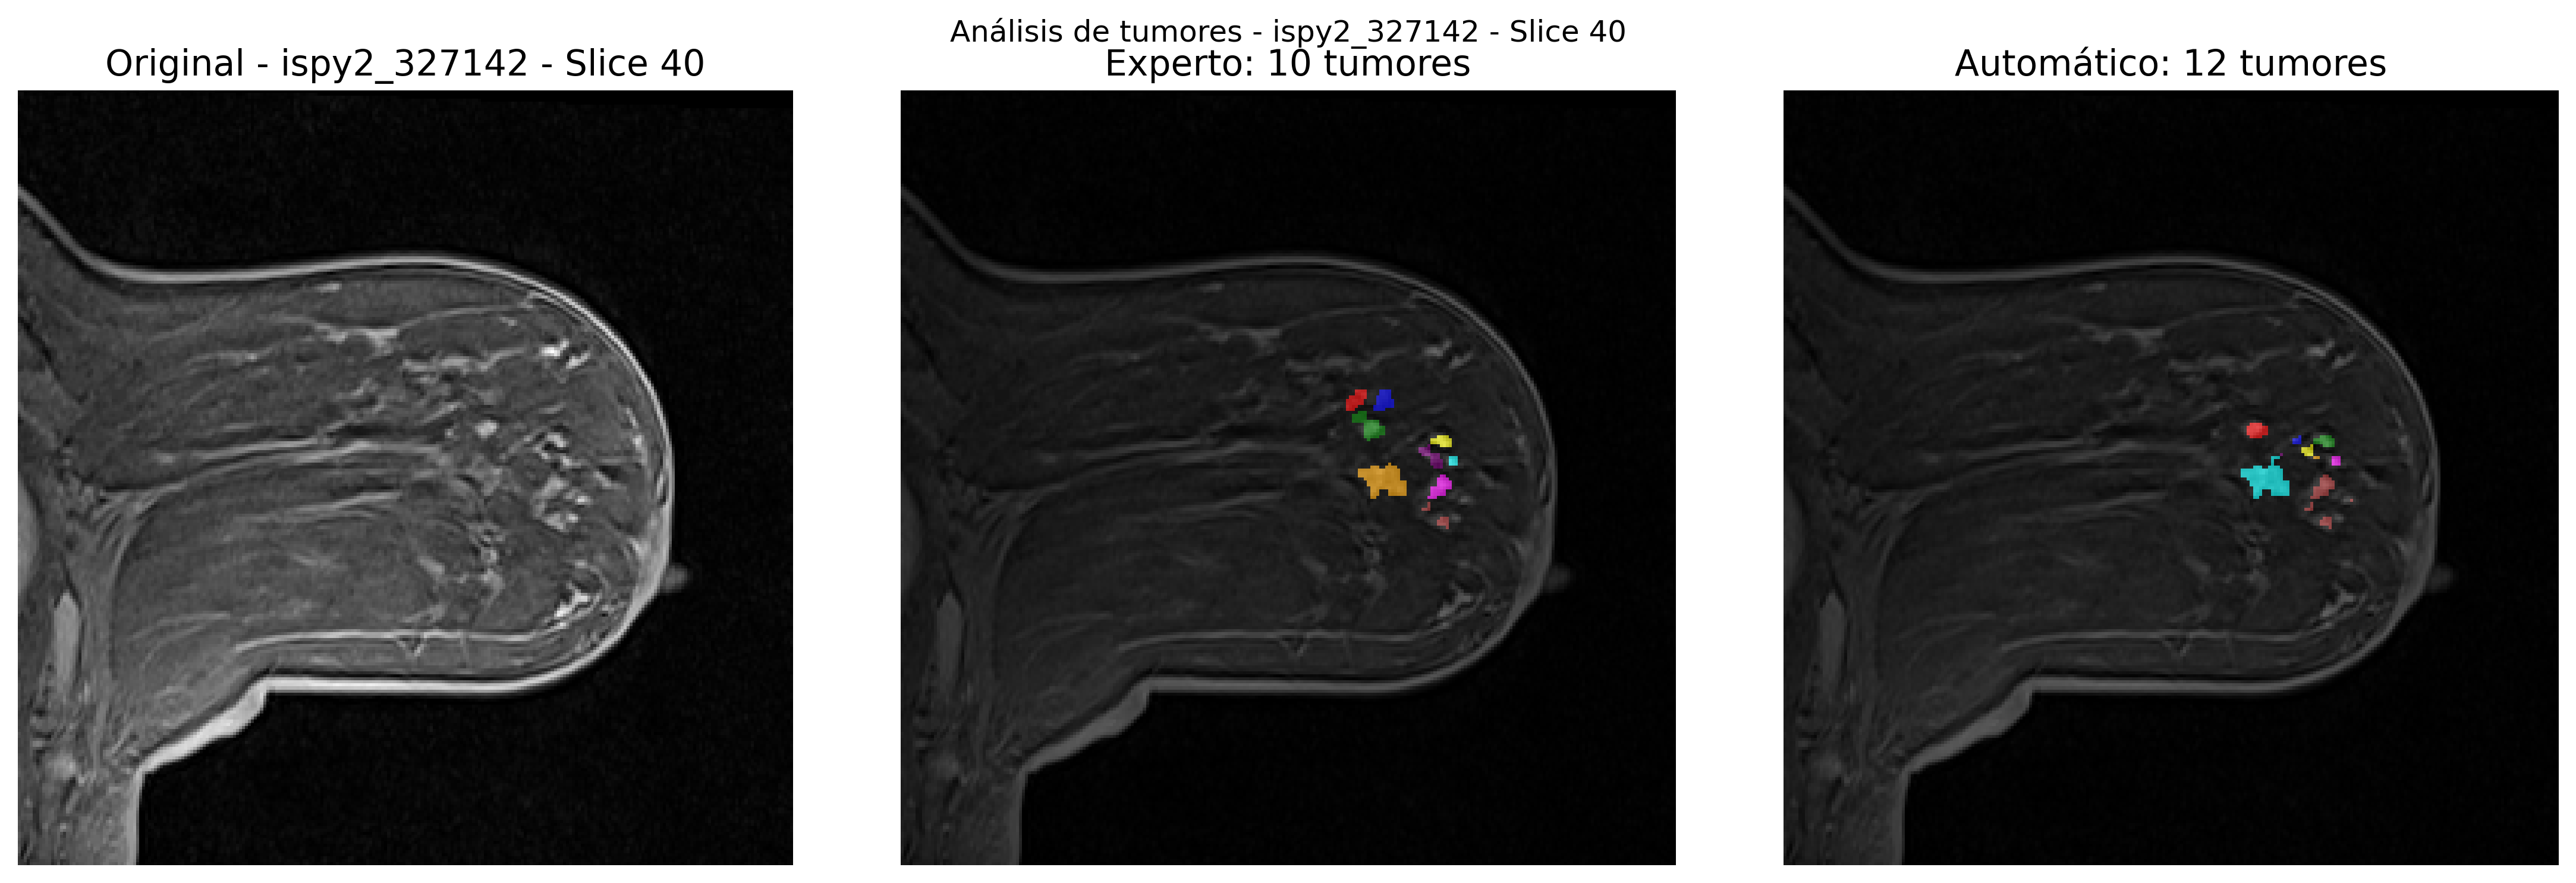 Análisis de tumores - ispy2_327142 - Slice 40
Original - ispy2_327142 - Slice 40
Experto: 10 tumores
Automático: 12 tumores